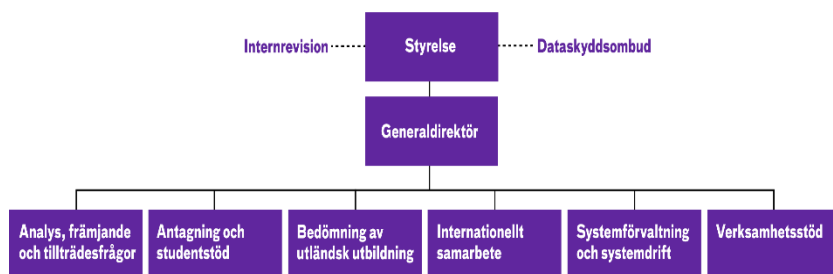 Internrevision
Styrelse
Dataskyddsombud
Generaldirektör
Analys, främjande
och tillträdesfrågor
Antagning och
studentstöd
Bedömning av
utländsk utbildning
Internationellt
samarbete
Systemförvaltning
och systemdrift
Verksamhetsstöd